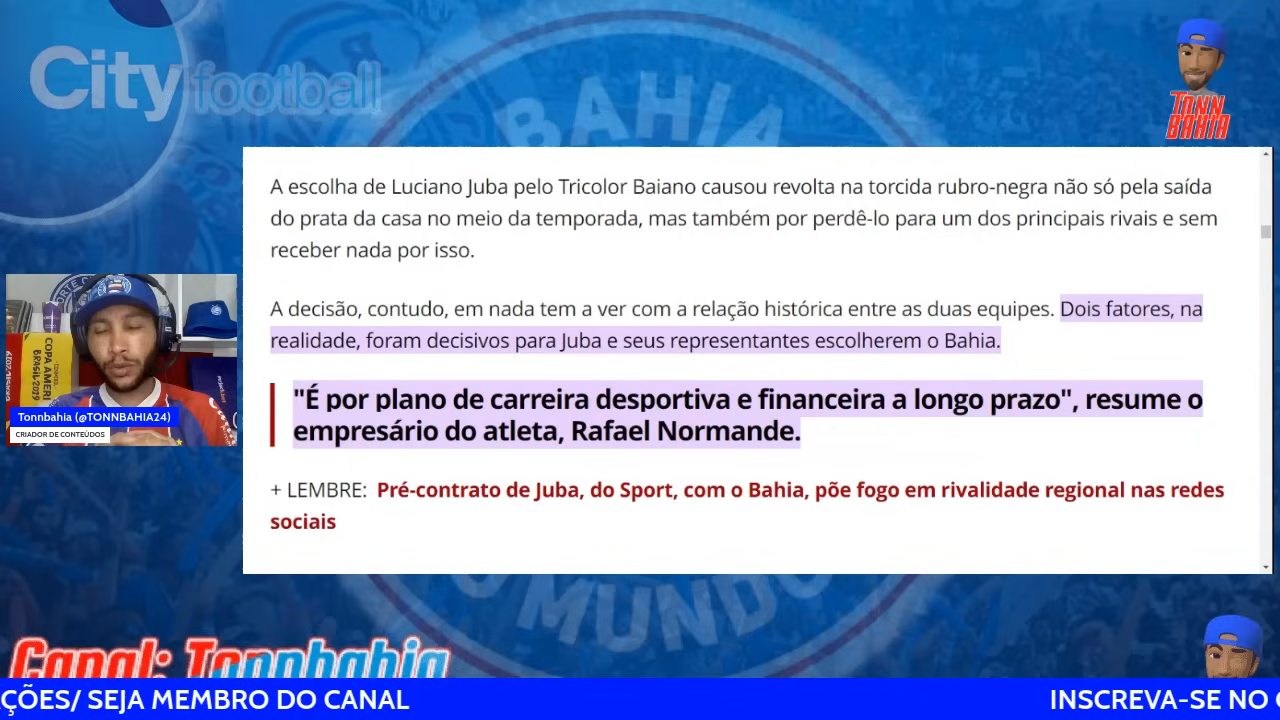 City football
TONN
BAHIA
BAHIA
A escolha de Luciano Juba pelo Tricolor Baiano causou revolta na torcida rubro-negra não só pela saída
do prata da casa no meio da temporada, mas também por perdê-lo para um dos principais rivais e sem
receber nada por isso.
A decisão, contudo, em nada tem a ver com a relação histórica entre as duas equipes. Dois fatores, na
realidade, foram decisivos para Juba e seus representantes escolherem o Bahia.
"É por plano de carreira desportiva e financeira a longo prazo", resume o
empresário do atleta, Rafael Normande.
+ LEMBRE: Pré-contrato de Juba, do Sport, com o Bahia, põe fogo em rivalidade regional nas redes
sociais
COPA AMERI
BRASIL 2019
Tonnbahia (@TONNBAHIA24)
CRIADOR DE CONTEÚDOS
O MUNDO
Canal: Tonnbahia
ÇÕES/ SEJA MEMBRO DO CANAL
INSCREVA-SE NO